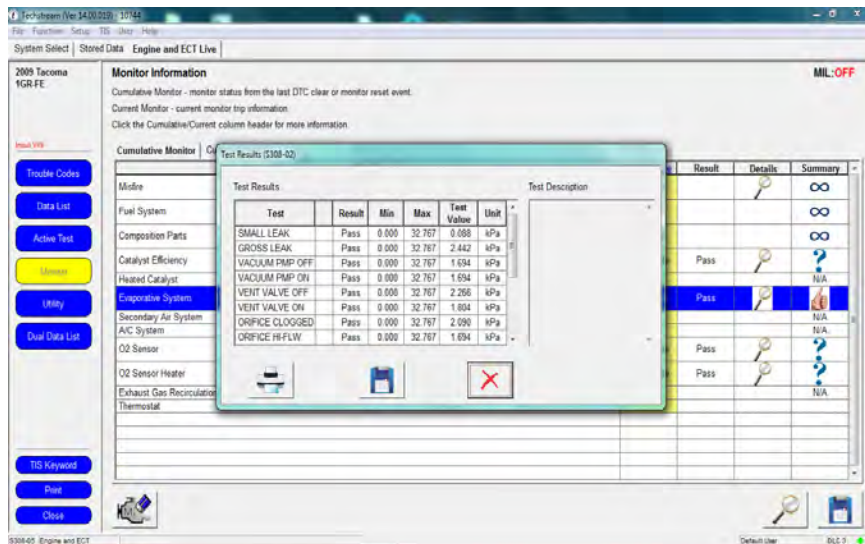 Techstream (Ver 14.00.019) - 10744
File Function Setup TIS User Help
System Select Stored Data Engine and ECT Live
2009 Tacoma
1GR-FE
Monitor Information
MIL:OFF
Cumulative Monitor - monitor status from the last DTC clear or monitor reset event.
Current Monitor - current monitor trip information.
Click the Cumulative/Current column header for more information.
Input VIN
Cumulative Monitor
Trouble Codes
Data List
Active Test
Monitor
Utility
Dual Data List
TIS Keyword
Print
Close
Result Details Summary
Misfire
Fuel System
Composition Parts
Catalyst Efficiency Pass ?
Heated Catalyst N/A
Evaporative System Pass
Secondary Air System N/A
A/C System N/A
O2 Sensor Pass ?
O2 Sensor Heater Pass ?
Exhaust Gas Recirculation N/A
Thermostat
Test Results (S308-02)
Test Results Test Description
Test Result Min Max Test Value Unit
SMALL LEAK Pass 0.000 32.767 0.088 kPa
GROSS LEAK Pass 0.000 32.767 2.442 kPa
VACUUM PMP OFF Pass 0.000 32.767 1.694 kPa
VACUUM PMP ON Pass 0.000 32.767 1.694 kPa
VENT VALVE OFF Pass 0.000 32.767 2.266 kPa
VENT VALVE ON Pass 0.000 32.767 1.804 kPa
ORIFICE CLOGGED Pass 0.000 32.767 2.090 kPa
ORIFICE HI-FLW Pass 0.000 32.767 1.694 kPa
S308-05 Engine and ECT
Default User
DLC 3